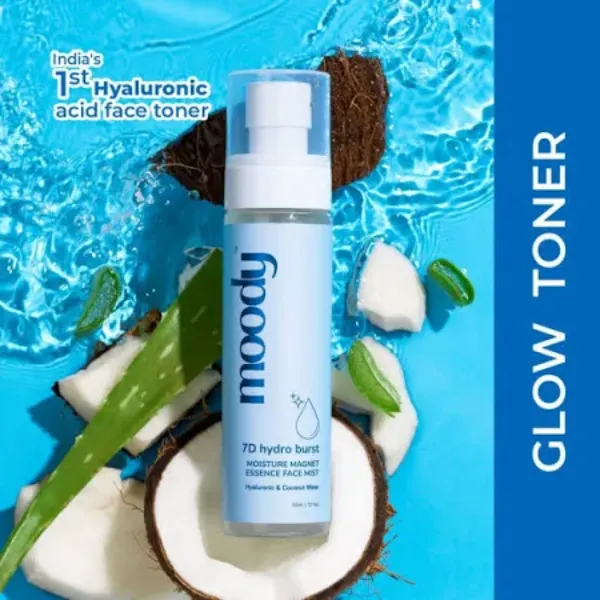 India's
1st Hyaluronic
acid face toner
moody
7D hydro burst
MOISTURE MAGNET
ESSENCE FACE MIST
Hyaluronic & Coconut Water
GLOW TONER